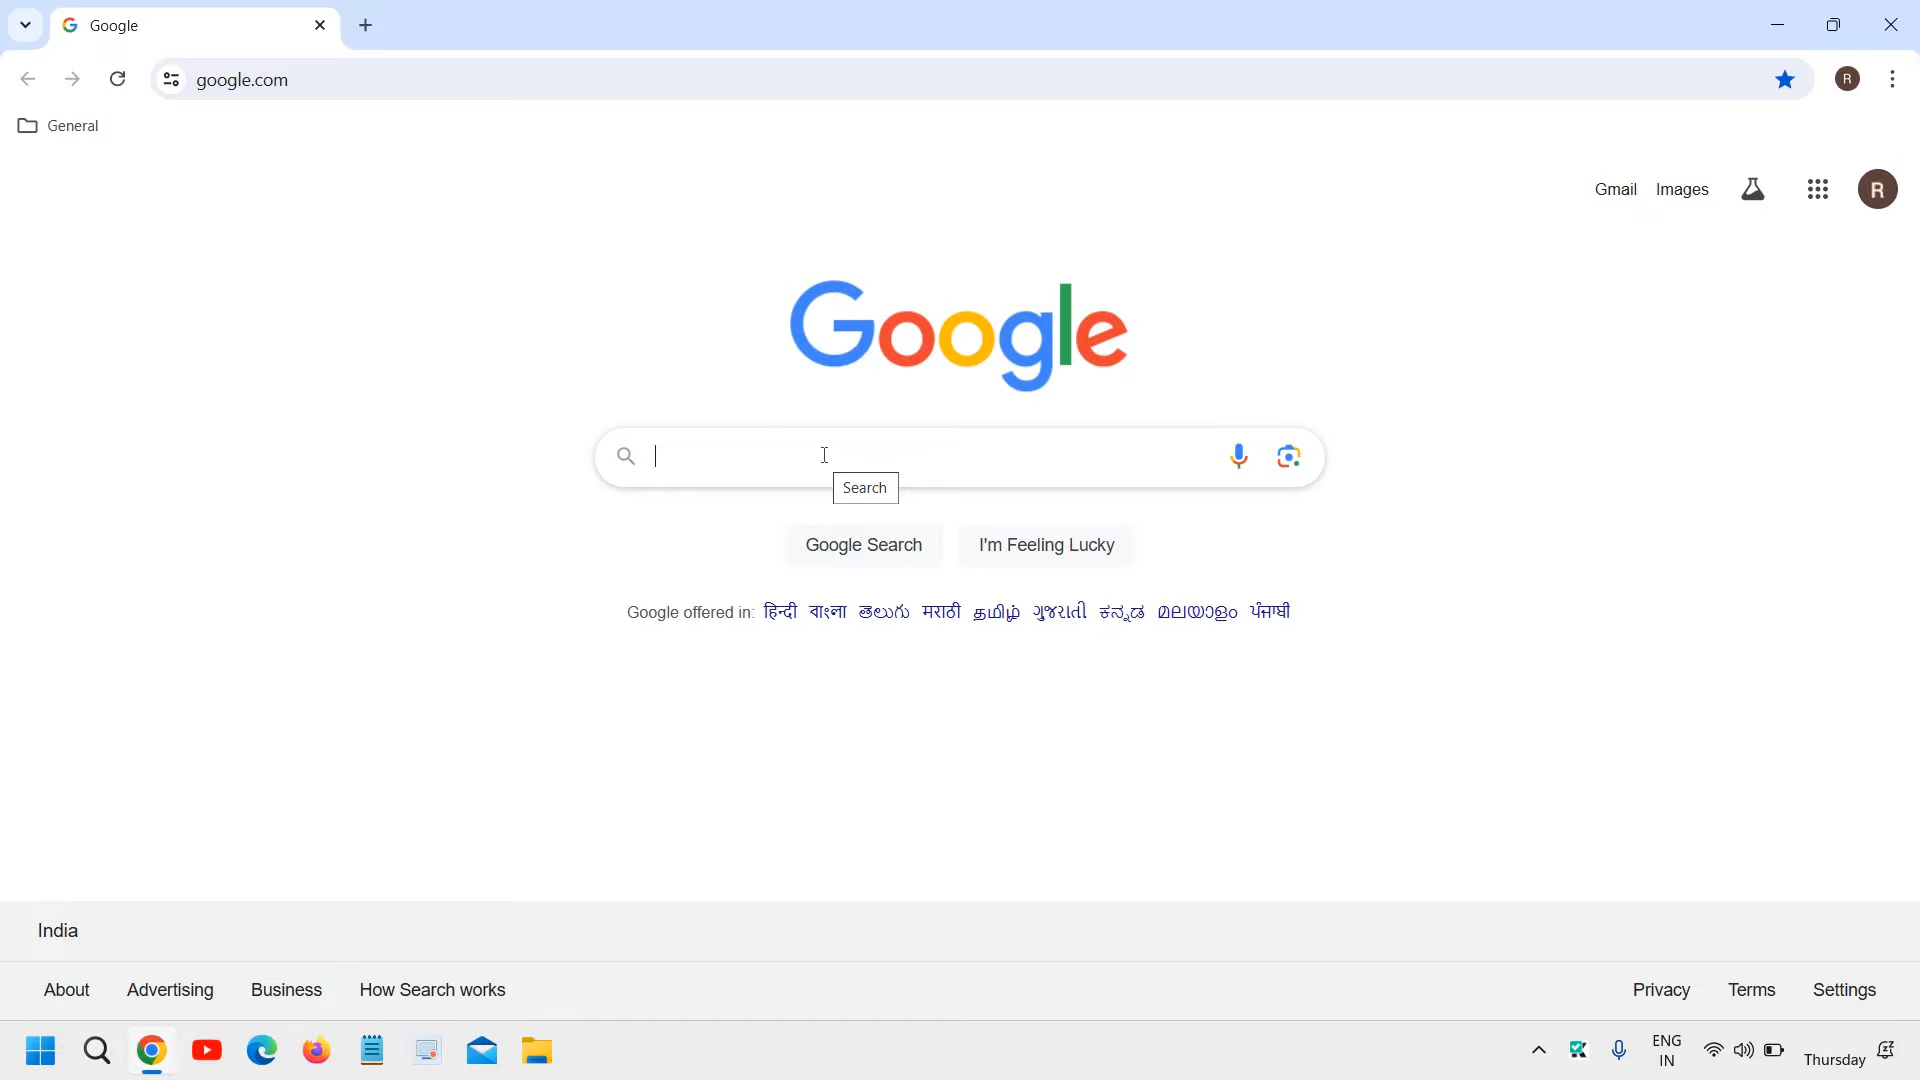 Google
google.com
R
General
Gmail Images R
Google
Search
Google Search I'm Feeling Lucky
Google offered in: हिन्दी বাংলা తెలుగు मराठी தமிழ் ગુજરાતી ಕನ್ನಡ മലയാളം ਪੰਜਾਬੀ
India
About Advertising Business How Search works Privacy Terms Settings
ENG
IN
Thursday